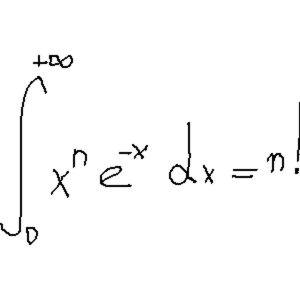 ∫₀^{+∞} xⁿ e^{-x} dx = n!